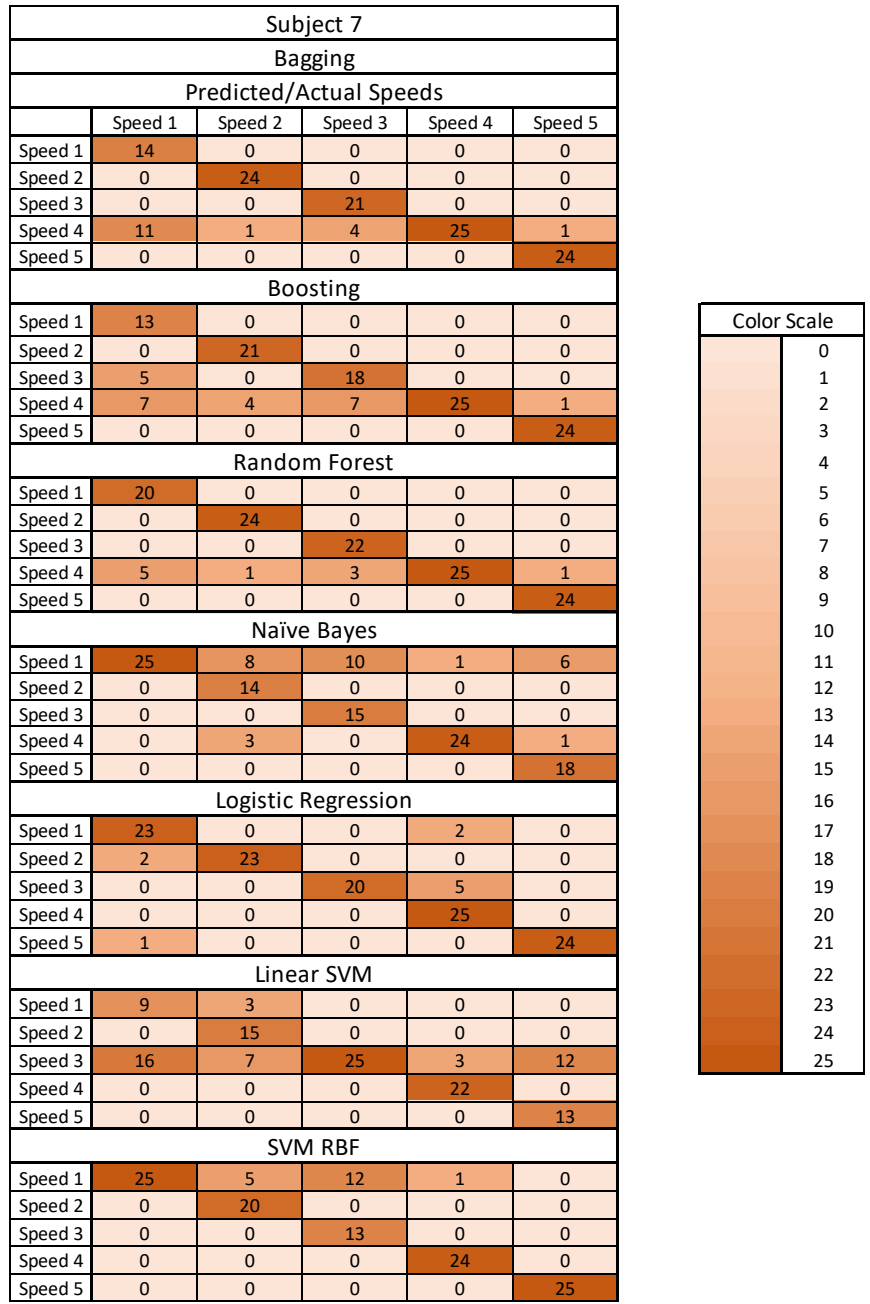 Subject 7
Bagging
Predicted/Actual Speeds
Speed 1 Speed 2 Speed 3 Speed 4 Speed 5
Speed 1 14 0 0 0 0
Speed 2 0 24 0 0 0
Speed 3 0 0 21 0 0
Speed 4 11 1 4 25 1
Speed 5 0 0 0 0 24
Boosting
Speed 1 13 0 0 0 0
Speed 2 0 21 0 0 0
Speed 3 5 0 18 0 0
Speed 4 7 4 7 25 1
Speed 5 0 0 0 0 24
Random Forest
Speed 1 20 0 0 0 0
Speed 2 0 24 0 0 0
Speed 3 0 0 22 0 0
Speed 4 5 1 3 25 1
Speed 5 0 0 0 0 24
Naïve Bayes
Speed 1 25 8 10 1 6
Speed 2 0 14 0 0 0
Speed 3 0 0 15 0 0
Speed 4 0 3 0 24 1
Speed 5 0 0 0 0 18
Logistic Regression
Speed 1 23 0 0 2 0
Speed 2 2 23 0 0 0
Speed 3 0 0 20 5 0
Speed 4 0 0 0 25 0
Speed 5 1 0 0 0 24
Linear SVM
Speed 1 9 3 0 0 0
Speed 2 0 15 0 0 0
Speed 3 16 7 25 3 12
Speed 4 0 0 0 22 0
Speed 5 0 0 0 0 13
SVM RBF
Speed 1 25 5 12 1 0
Speed 2 0 20 0 0 0
Speed 3 0 0 13 0 0
Speed 4 0 0 0 24 0
Speed 5 0 0 0 0 25
Color Scale
0
1
2
3
4
5
6
7
8
9
10
11
12
13
14
15
16
17
18
19
20
21
22
23
24
25